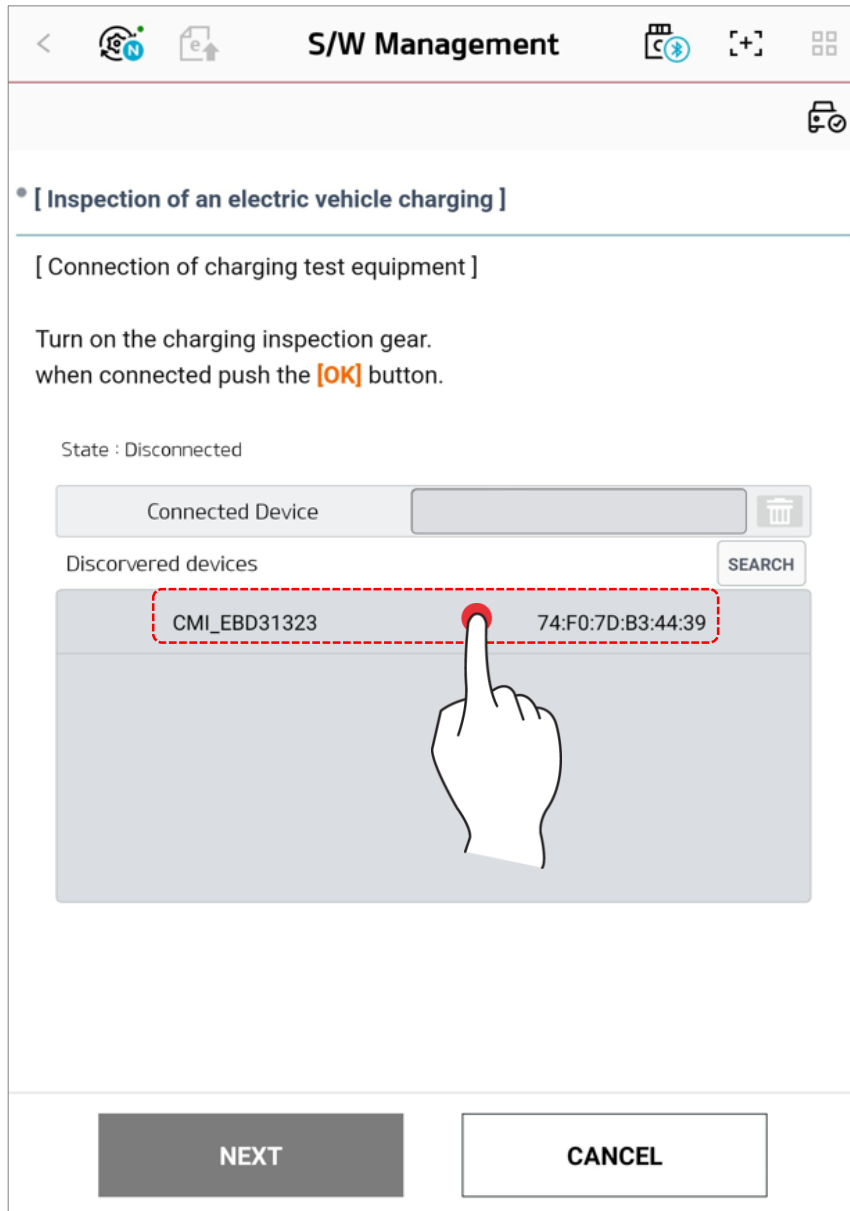 S/W Management
[ Inspection of an electric vehicle charging ]
[ Connection of charging test equipment ]
Turn on the charging inspection gear.
when connected push the [OK] button.
State : Disconnected
Connected Device
Discorvered devices
SEARCH
CMI_EBD31323 74:F0:7D:B3:44:39
NEXT
CANCEL